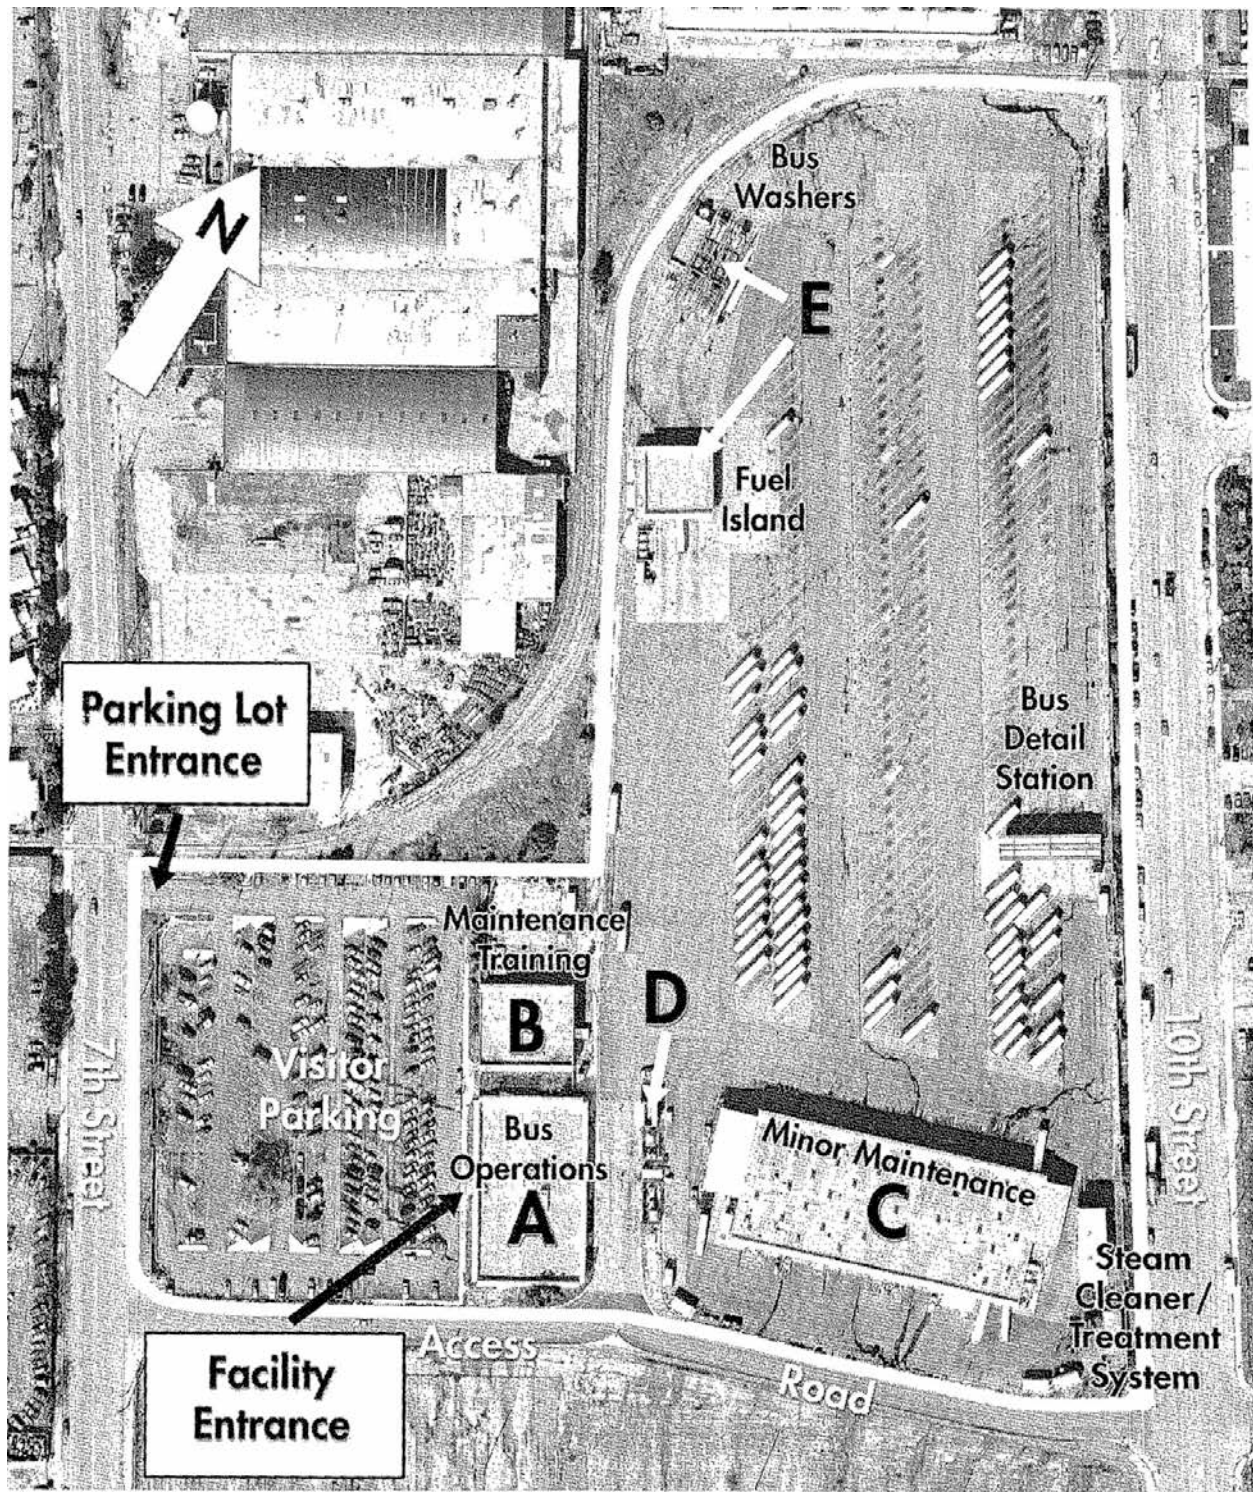 Bus
Washers
N
E
Fuel
Island
Parking Lot
Entrance
Bus
Detail
Station
Maintenance
Training
B
D
7th Street
Visitor
Parking
10th Street
Bus
Operations
A
Minor Maintenance
C
Steam
Cleaner/
Treatment
System
Access
Road
Facility
Entrance